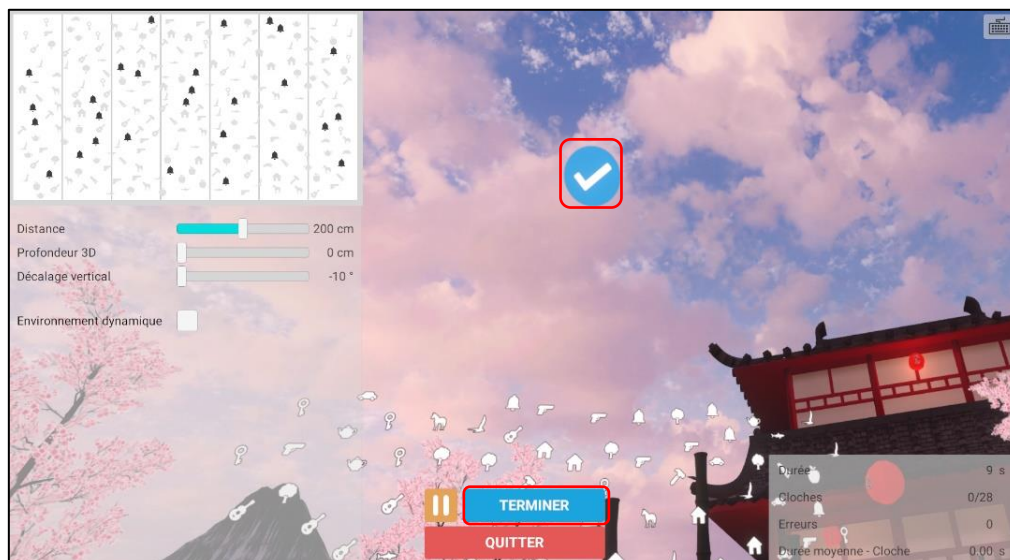 Distance 200 cm
Profondeur 3D 0 cm
Décalage vertical -10 °
Environnement dynamique
TERMINER
QUITTER
Durée 9 s
Cloches 0/28
Erreurs 0
Durée moyenne - Cloche 0.00 s